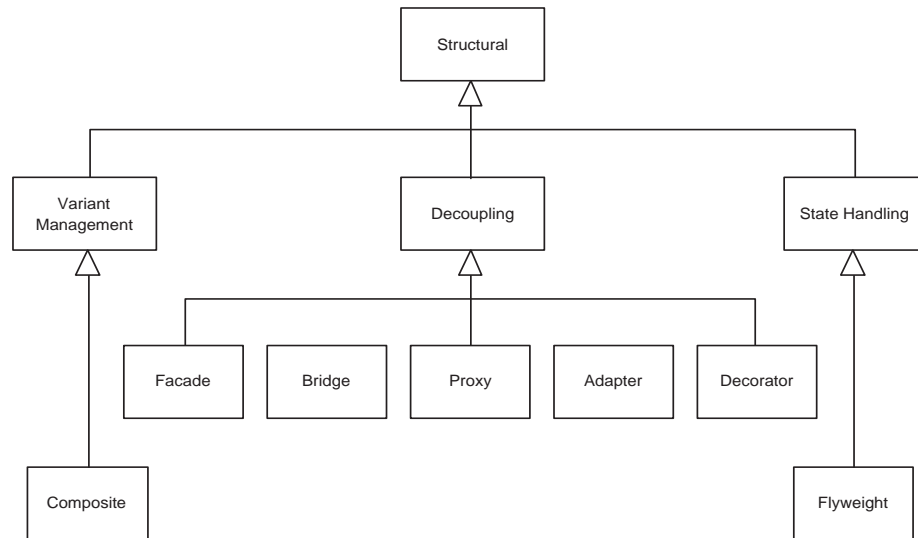 Structural
Variant
Management
Decoupling
State Handling
Facade
Bridge
Proxy
Adapter
Decorator
Composite
Flyweight